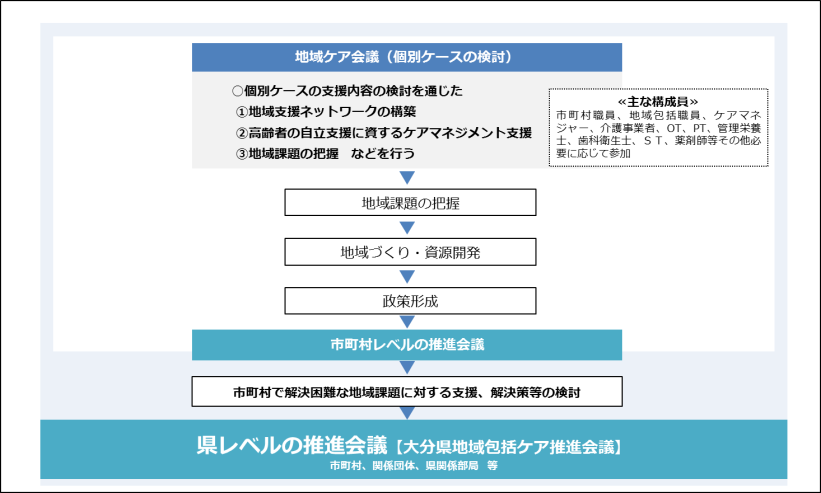 地域ケア会議（個別ケースの検討）
○個別ケースの支援内容の検討を通じた
①地域支援ネットワークの構築
②高齢者の自立支援に資するケアマネジメント支援
③地域課題の把握　などを行う
≪主な構成員≫
市町村職員、地域包括職員、ケアマネ
ジャー、介護事業者、OT、PT、管理栄養
士、歯科衛生士、ＳＴ、薬剤師等その他必
要に応じて参加
地域課題の把握
地域づくり・資源開発
政策形成
市町村レベルの推進会議
市町村で解決困難な地域課題に対する支援、解決策等の検討
県レベルの推進会議【大分県地域包括ケア推進会議】
市町村、関係団体、県関係部局　等